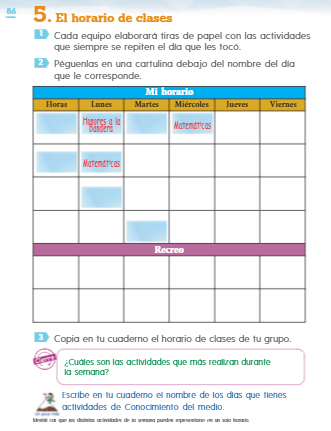 86
5. El horario de clases
1 Cada equipo elaborará tiras de papel con las actividades
que siempre se repiten el día que les tocó.
2 Péguenlas en una cartulina debajo del nombre del día
que le corresponde.
Mi horario
Horas Lunes Martes Miércoles Jueves Viernes
Honores a la
bandera
Matemáticas
Matemáticas
Recreo
3 Copia en tu cuaderno el horario de clases de tu grupo.
Cierre
¿Cuáles son las actividades que más realizan durante
la semana?
Escribe en tu cuaderno el nombre de los días que tienes
actividades de Conocimiento del medio.
que las distintas actividades de la semana pueden representarse en un solo horario.